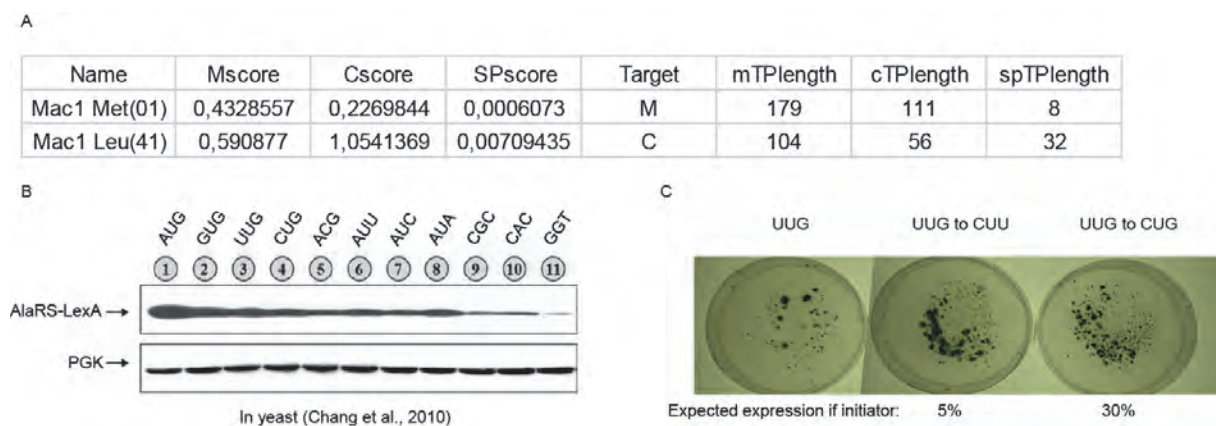 A
Name Mscore Cscore SPscore Target mTPlength cTPlength spTPlength
Mac1 Met(01) 0,4328557 0,2269844 0,0006073 M 179 111 8
Mac1 Leu(41) 0,590877 1,0541369 0,00709435 C 104 56 32
B
AUG GUG UUG CUG ACG AUU AUC AUA CGC CAC GGT
1 2 3 4 5 6 7 8 9 10 11
AlaRS-LexA
PGK
In yeast (Chang et al., 2010)
C
UUG UUG to CUU UUG to CUG
Expected expression if initiator: 5% 30%